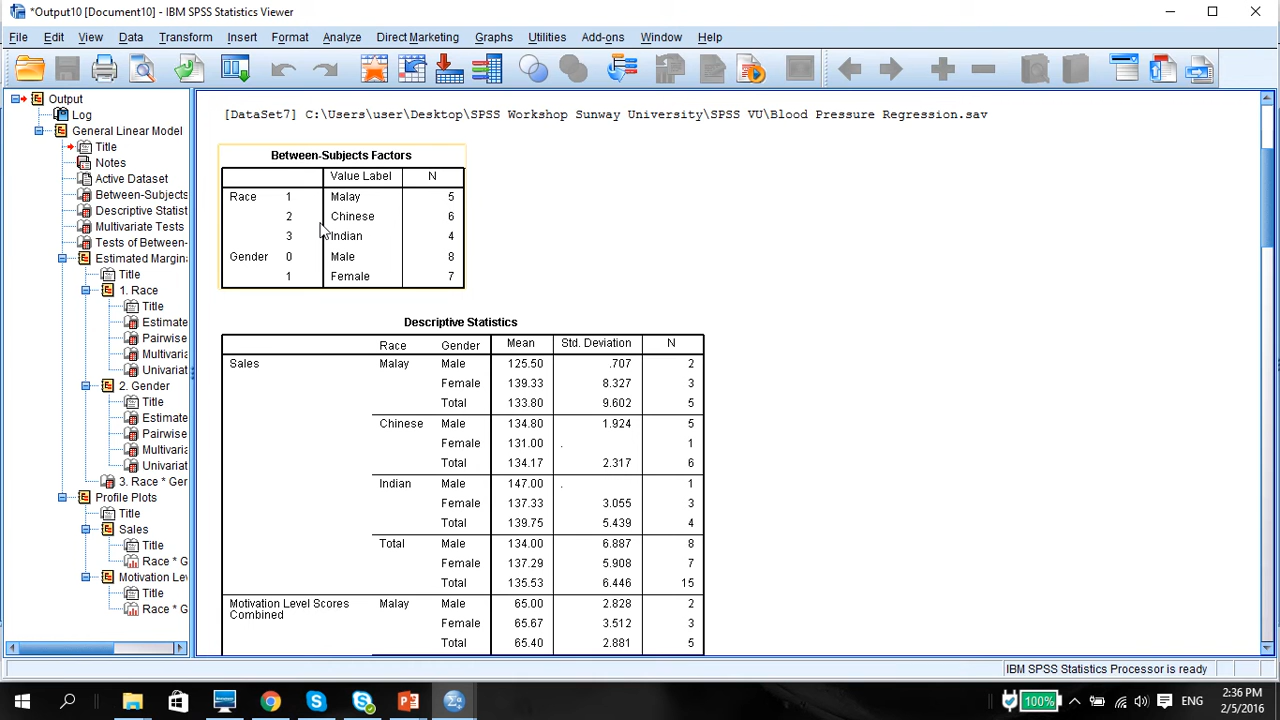 *Output10 [Document10] - IBM SPSS Statistics Viewer
File Edit View Data Transform Insert Format Analyze Direct Marketing Graphs Utilities Add-ons Window Help
Output
Log
General Linear Model
Title
Notes
Active Dataset
Between-Subjects
Descriptive Statist
Multivariate Tests
Tests of Between-
Estimated Margina
Title
1. Race
Title
Estimate
Pairwise
Multivaria
Univariat
2. Gender
Title
Estimate
Pairwise
Multivaria
Univariat
3. Race * Ger
Profile Plots
Title
Sales
Title
Race * G
Motivation Lev
Title
Race * G
[DataSet7] C:\Users\user\Desktop\SPSS Workshop Sunway University\SPSS VU\Blood Pressure Regression.sav
Between-Subjects Factors
Value Label N
Race 1 Malay 5
2 Chinese 6
3 Indian 4
Gender 0 Male 8
1 Female 7
Descriptive Statistics
Race Gender Mean Std. Deviation N
Sales Malay Male 125.50 .707 2
Female 139.33 8.327 3
Total 133.80 9.602 5
Chinese Male 134.80 1.924 5
Female 131.00 . 1
Total 134.17 2.317 6
Indian Male 147.00 . 1
Female 137.33 3.055 3
Total 139.75 5.439 4
Total Male 134.00 6.887 8
Female 137.29 5.908 7
Total 135.53 6.446 15
Motivation Level Scores Combined Malay Male 65.00 2.828 2
Female 65.67 3.512 3
Total 65.40 2.881 5
IBM SPSS Statistics Processor is ready
100% ENG 2:36 PM
2/5/2016